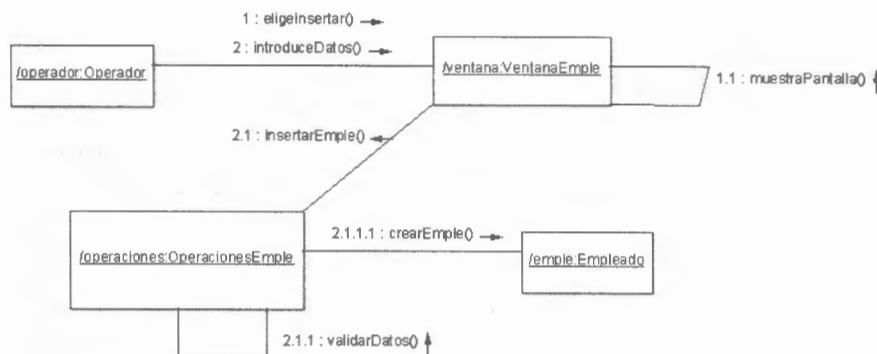 1 : eligeInsertar()
2 : introduceDatos()
/operador:Operador
/ventana:VentanaEmple
1.1 : muestraPantalla()
2.1 : insertarEmple()
/operaciones:OperacionesEmple
2.1.1.1 : crearEmple()
/emple:Empleado
2.1.1 : validarDatos()